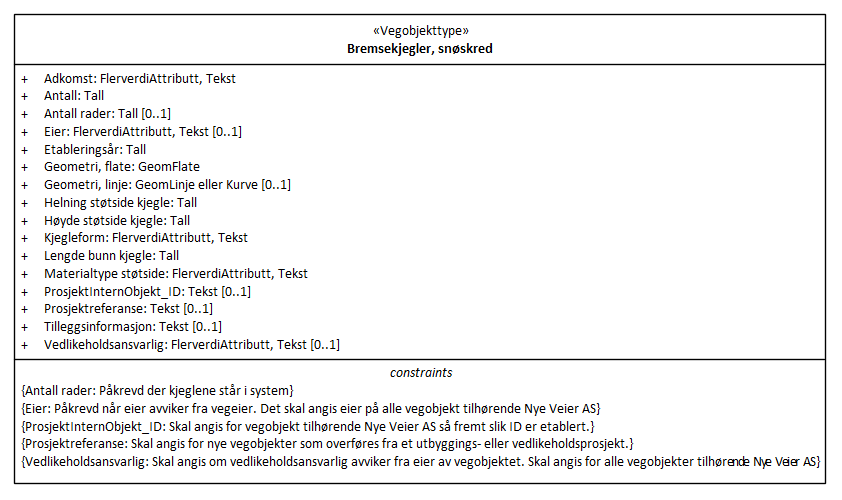 «Vegobjekttype»
Bremsekjegler, snøskred
+ Adkomst: FlerverdiAttributt, Tekst
+ Antall: Tall
+ Antall rader: Tall [0..1]
+ Eier: FlerverdiAttributt, Tekst [0..1]
+ Etableringsår: Tall
+ Geometri, flate: GeomFlate
+ Geometri, linje: GeomLinje eller Kurve [0..1]
+ Helning støtside kjegle: Tall
+ Høyde støtside kjegle: Tall
+ Kjegleform: FlerverdiAttributt, Tekst
+ Lengde bunn kjegle: Tall
+ Materialtype støtside: FlerverdiAttributt, Tekst
+ ProsjektInternObjekt_ID: Tekst [0..1]
+ Prosjektreferanse: Tekst [0..1]
+ Tilleggsinformasjon: Tekst [0..1]
+ Vedlikeholdsansvarlig: FlerverdiAttributt, Tekst [0..1]
constraints
{Antall rader: Påkrevd der kjeglene står i system}
{Eier: Påkrevd når eier avviker fra vegeier. Det skal angis eier på alle vegobjekt tilhørende Nye Veier AS}
{ProsjektInternObjekt_ID: Skal angis for vegobjekt tilhørende Nye Veier AS så fremt slik ID er etablert.}
{Prosjektreferanse: Skal angis for nye vegobjekter som overføres fra et utbyggings- eller vedlikeholdsprosjekt.}
{Vedlikeholdsansvarlig: Skal angis om vedlikeholdsansvarlig avviker fra eier av vegobjektet. Skal angis for alle vegobjekter tilhørende Nye Veier AS}